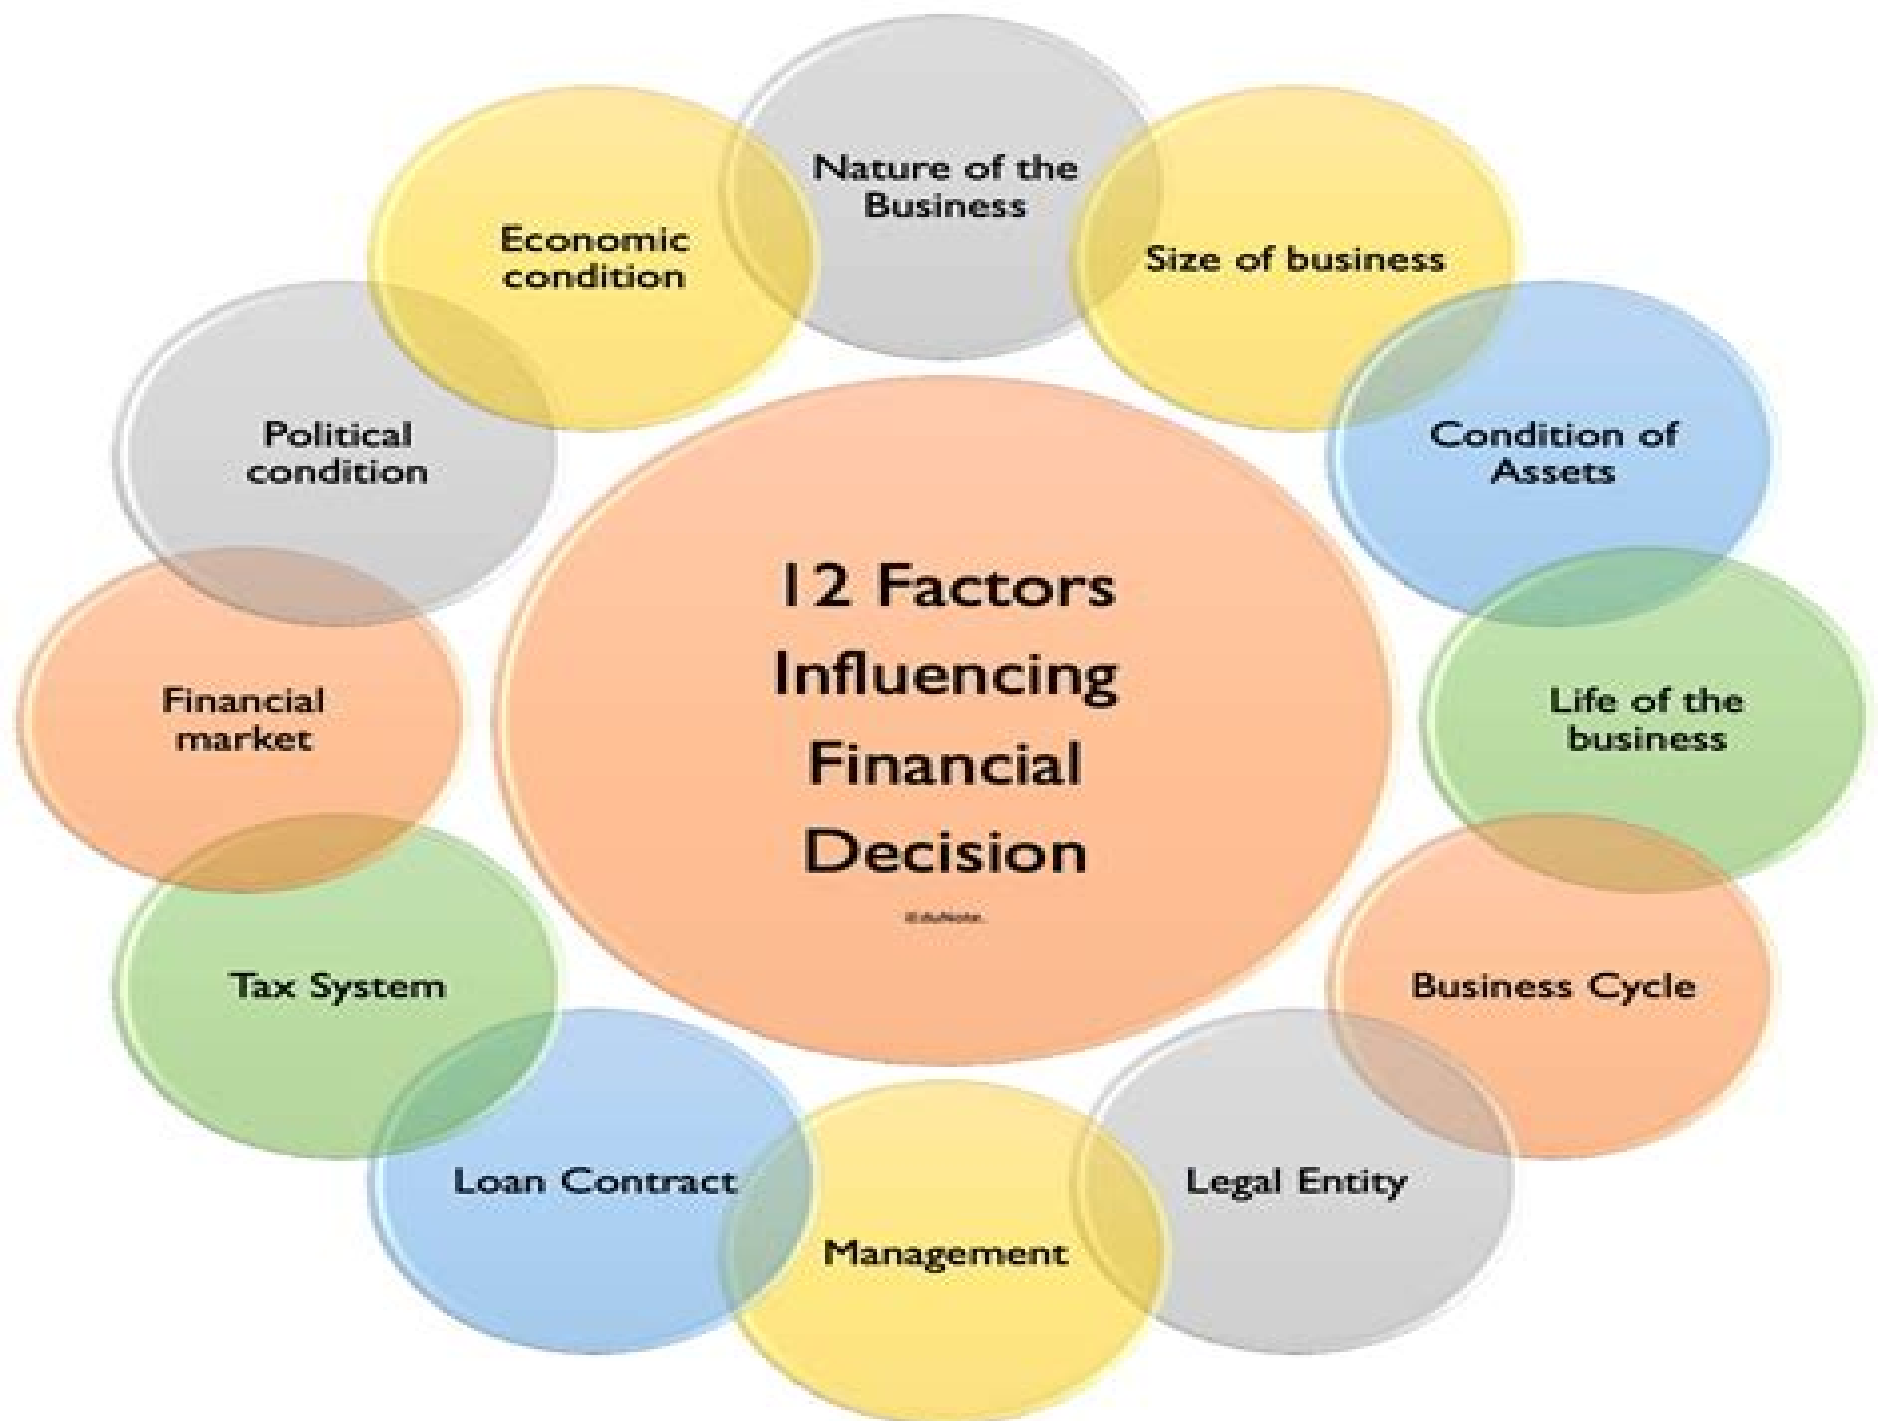 Nature of the
Business
Size of business
Condition of
Assets
Life of the
business
Business Cycle
Legal Entity
Management
Loan Contract
Tax System
Financial
market
Political
condition
Economic
condition
12 Factors
Influencing
Financial
Decision
iEduNote.